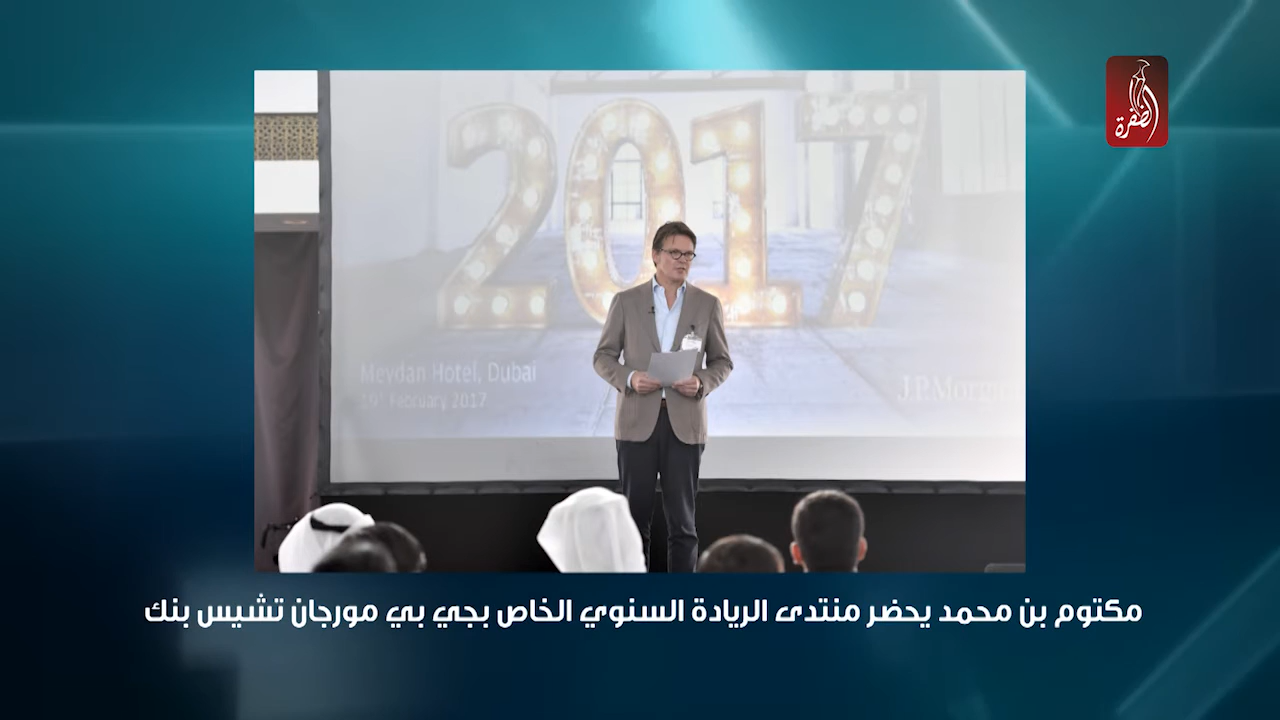 الظفرة
2017
Meydan Hotel, Dubai
19ᵗʰ February 2017
مكتوم بن محمد يحضر منتدى الريادة السنوي الخاص بجي بي مورجان تشيس بنك